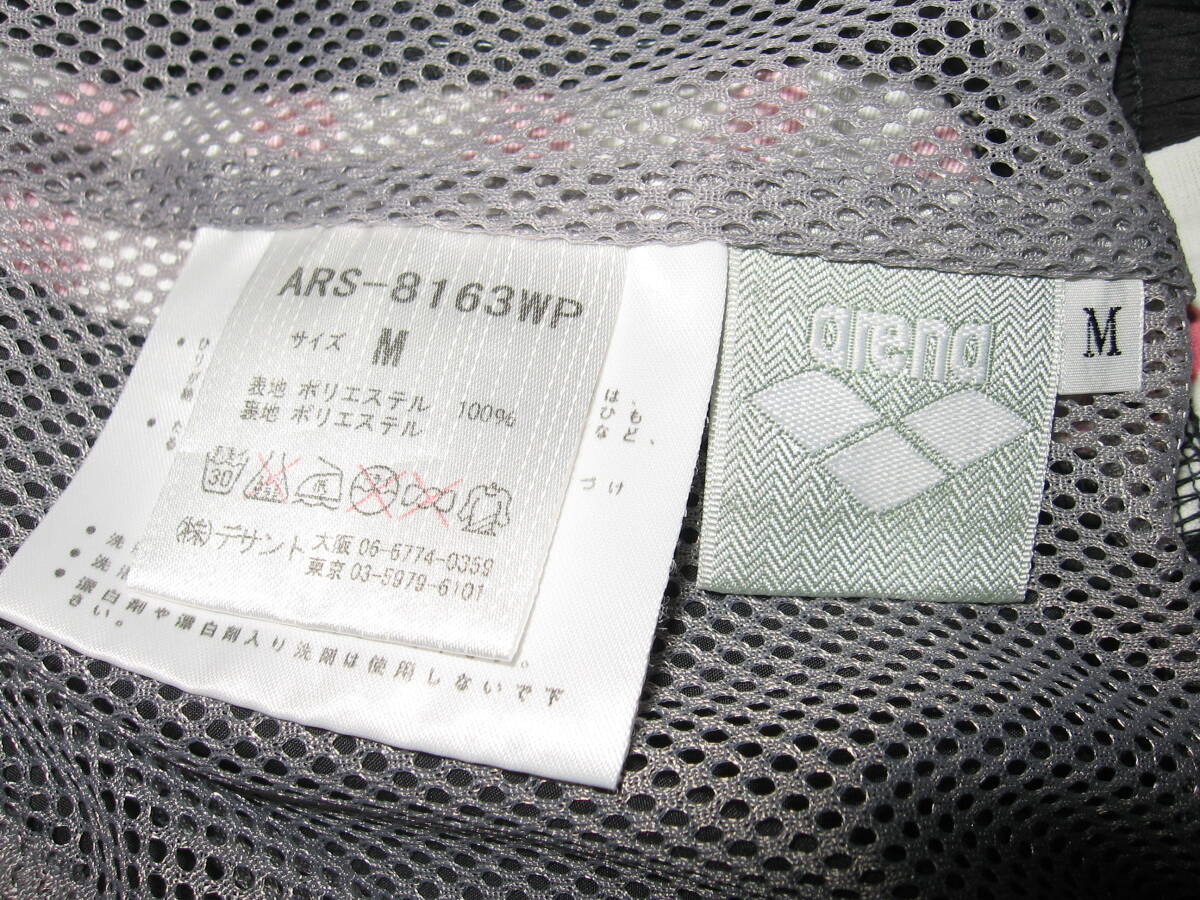 ARS-8163WP
サイズ M
表地 ポリエステル 100%
表地 ポリエステル
30
(株)デサント 大阪 06-6774-0359
東京 03-5979-6101
漂白剤や漂白剤入り洗剤は使用しないで下
さい。
arena
M